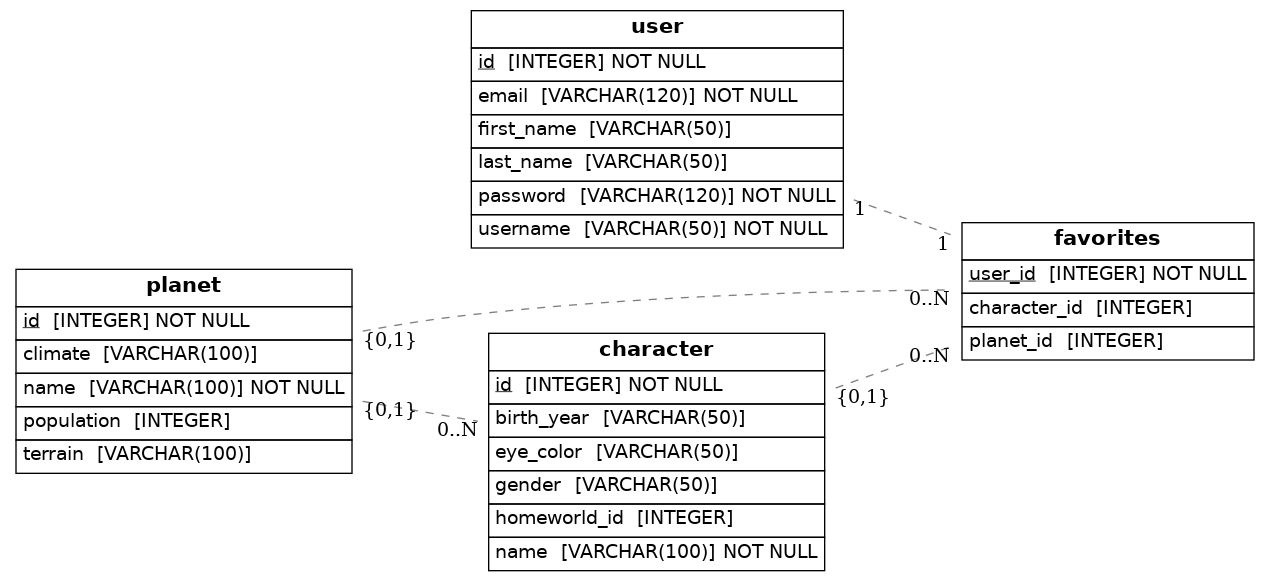 user
id [INTEGER] NOT NULL
email [VARCHAR(120)] NOT NULL
first_name [VARCHAR(50)]
last_name [VARCHAR(50)]
password [VARCHAR(120)] NOT NULL
username [VARCHAR(50)] NOT NULL
1
1
favorites
user_id [INTEGER] NOT NULL
character_id [INTEGER]
planet_id [INTEGER]
planet
id [INTEGER] NOT NULL
climate [VARCHAR(100)]
name [VARCHAR(100)] NOT NULL
population [INTEGER]
terrain [VARCHAR(100)]
0..N
{0,1}
0..N
{0,1}
{0,1}
0..N
character
id [INTEGER] NOT NULL
birth_year [VARCHAR(50)]
eye_color [VARCHAR(50)]
gender [VARCHAR(50)]
homeworld_id [INTEGER]
name [VARCHAR(100)] NOT NULL